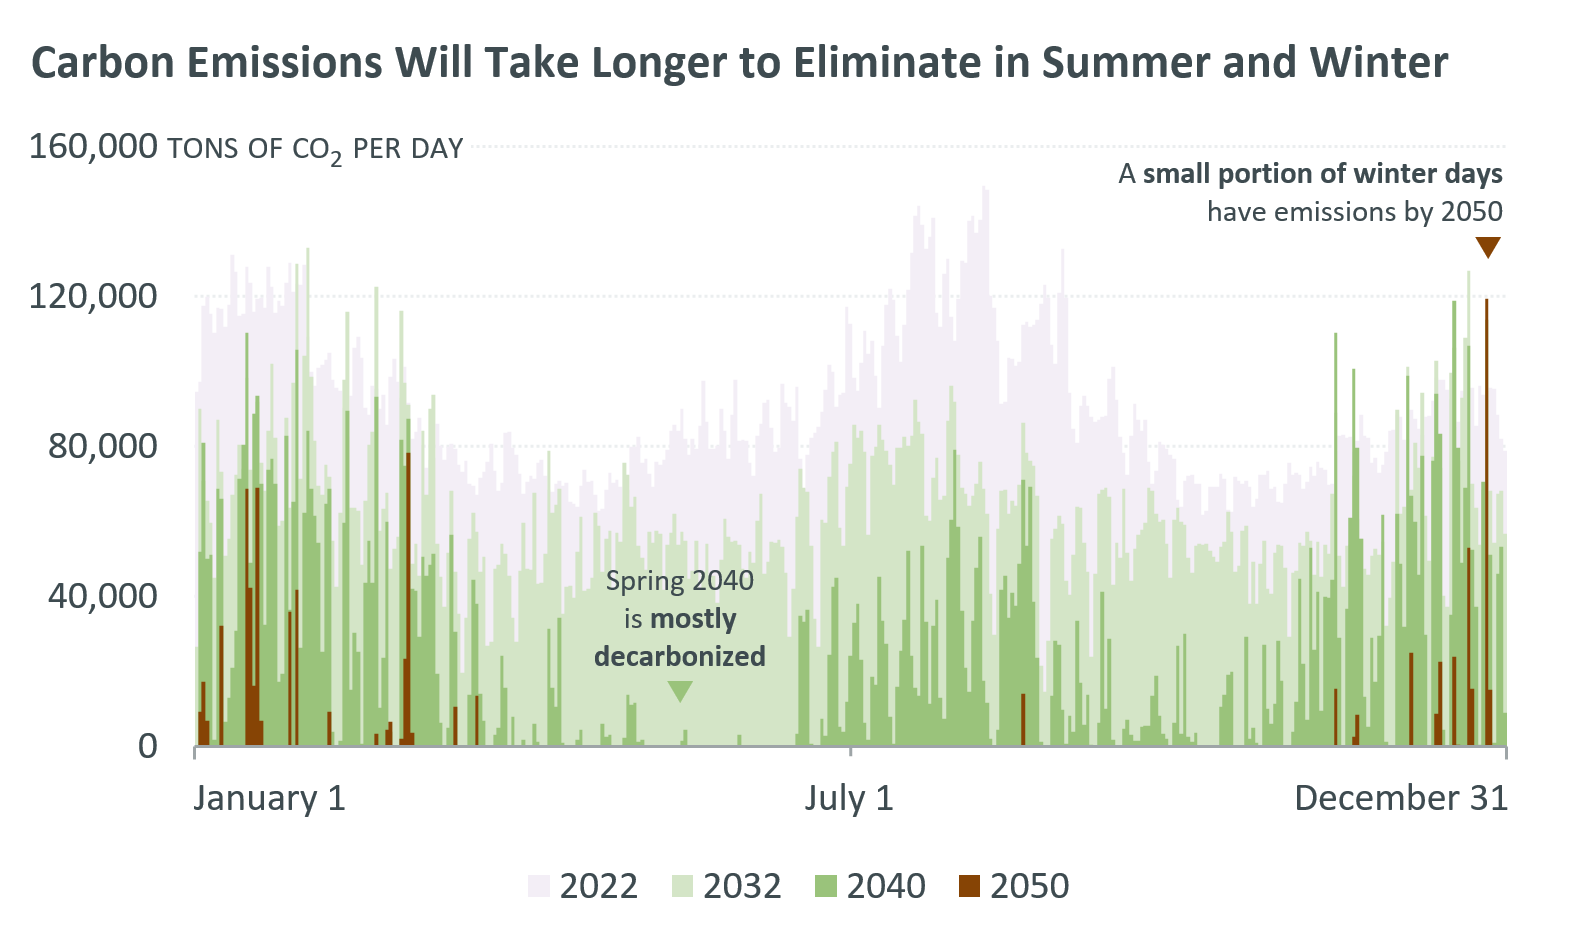 Carbon Emissions Will Take Longer to Eliminate in Summer and Winter
160,000 TONS OF CO₂ PER DAY
A small portion of winter days
have emissions by 2050
120,000
80,000
40,000
Spring 2040
is mostly
decarbonized
0
January 1
July 1
December 31
2022
2032
2040
2050